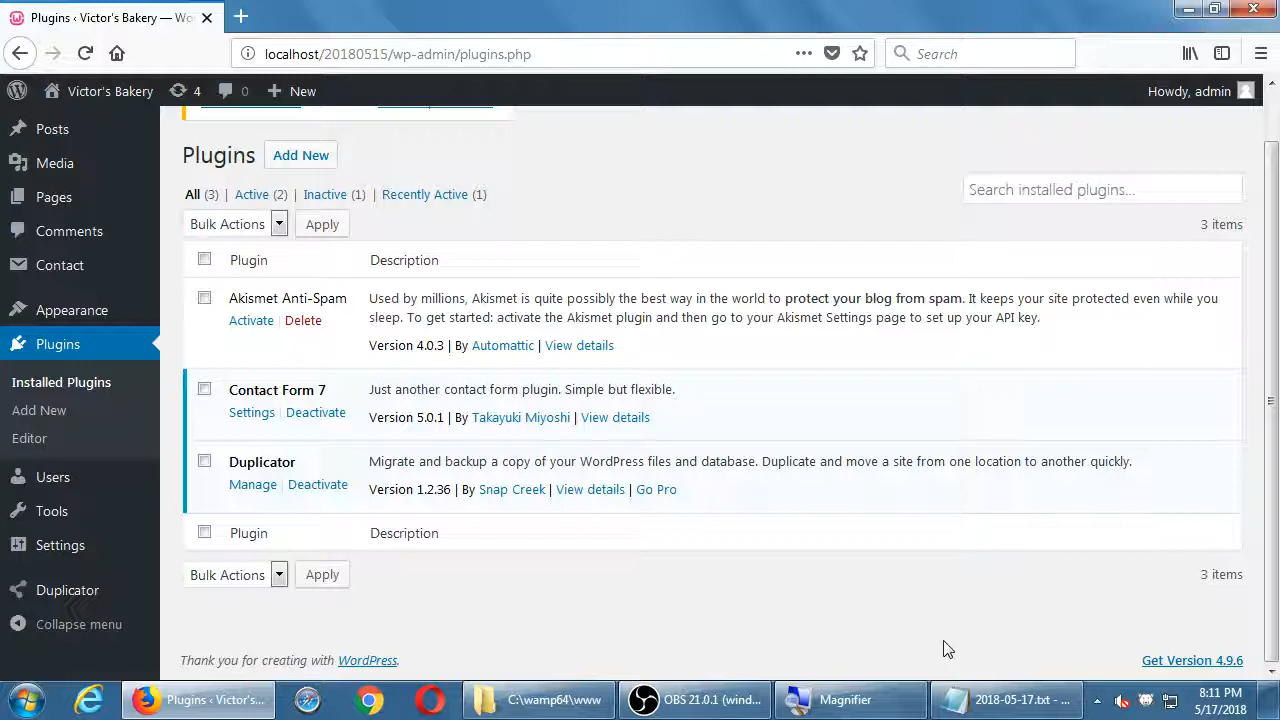 Plugins ‹ Victor's Bakery — Wo
localhost/20180515/wp-admin/plugins.php
Search
Victor's Bakery
4
0
New
Howdy, admin
Posts
Media
Pages
Comments
Contact
Appearance
Plugins
Installed Plugins
Add New
Editor
Users
Tools
Settings
Duplicator
Collapse menu
Plugins Add New
All (3) | Active (2) | Inactive (1) | Recently Active (1)
Search installed plugins...
Bulk Actions Apply
3 items
Plugin Description
Akismet Anti-Spam
Activate | Delete
Used by millions, Akismet is quite possibly the best way in the world to protect your blog from spam. It keeps your site protected even while you
sleep. To get started: activate the Akismet plugin and then go to your Akismet Settings page to set up your API key.
Version 4.0.3 | By Automattic | View details
Contact Form 7
Settings | Deactivate
Just another contact form plugin. Simple but flexible.
Version 5.0.1 | By Takayuki Miyoshi | View details
Duplicator
Manage | Deactivate
Migrate and backup a copy of your WordPress files and database. Duplicate and move a site from one location to another quickly.
Version 1.2.36 | By Snap Creek | View details | Go Pro
Plugin Description
Bulk Actions Apply
3 items
Thank you for creating with WordPress.
Get Version 4.9.6
Plugins ‹ Victor's...
C:\wamp64\www
OBS 21.0.1 (wind...
Magnifier
2018-05-17.txt - ...
8:11 PM
5/17/2018